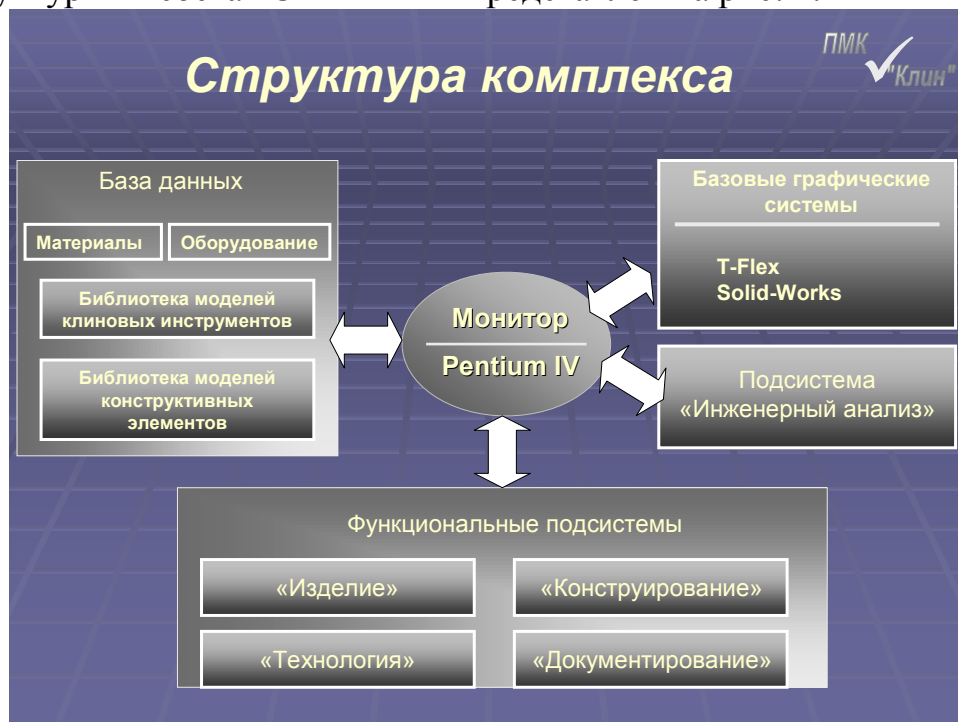 ПМК
"Клин"
Структура комплекса
База данных
Материалы
Оборудование
Библиотека моделей
клиновых инструментов
Библиотека моделей
конструктивных
элементов
Монитор
Pentium IV
Базовые графические
системы
T-Flex
Solid-Works
Подсистема
«Инженерный анализ»
Функциональные подсистемы
«Изделие»
«Конструирование»
«Технология»
«Документирование»